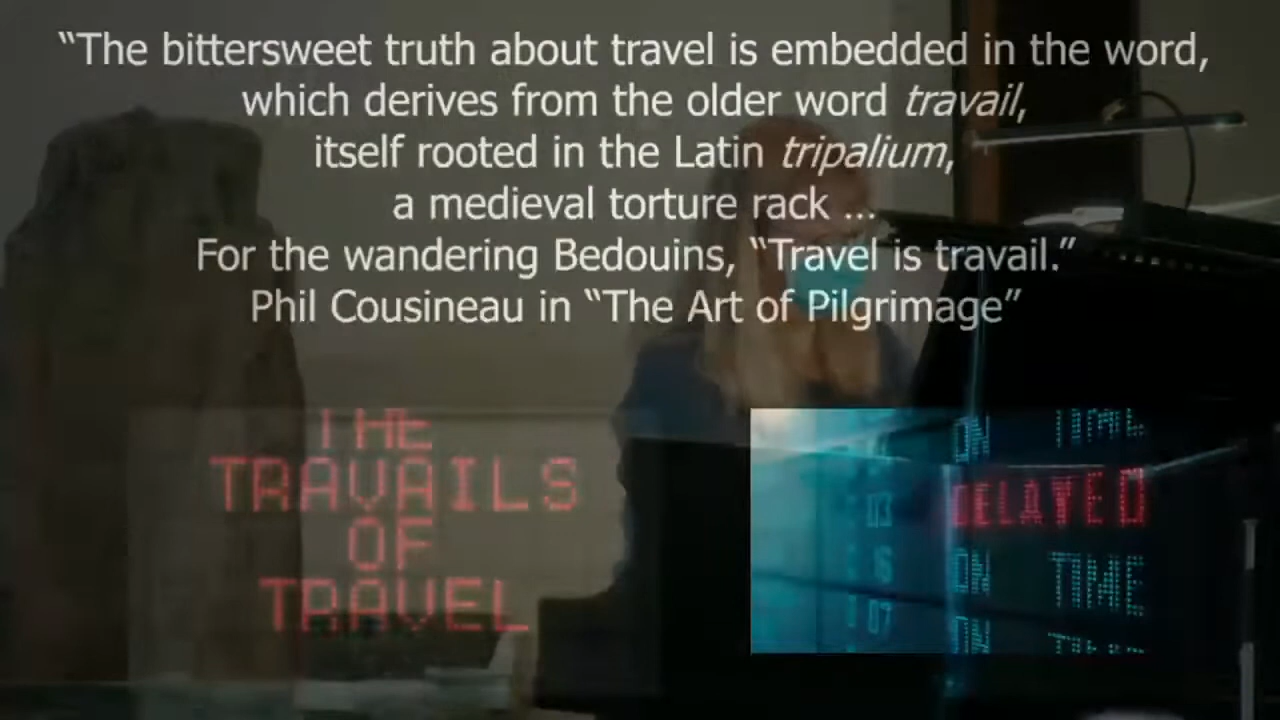 “The bittersweet truth about travel is embedded in the word,
which derives from the older word travail,
itself rooted in the Latin tripalium,
a medieval torture rack ...
For the wandering Bedouins, “Travel is travail.”
Phil Cousineau in “The Art of Pilgrimage”
THE
TRAVAILS
OF
TRAVEL
ON TIME
DELAYED
ON TIME
07
ON